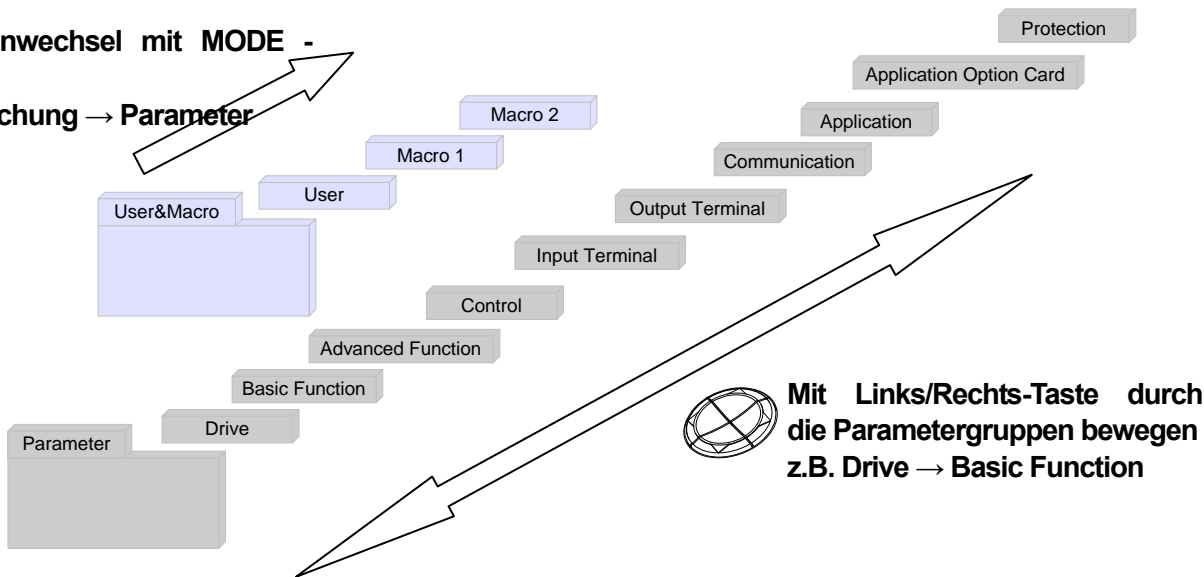 nwechsel mit MODE -
chung → Parameter
Protection
Application Option Card
Application
Communication
Output Terminal
Input Terminal
Control
Advanced Function
Basic Function
Drive
Parameter
Macro 2
Macro 1
User
User&Macro
Mit Links/Rechts-Taste durch
die Parametergruppen bewegen
z.B. Drive → Basic Function